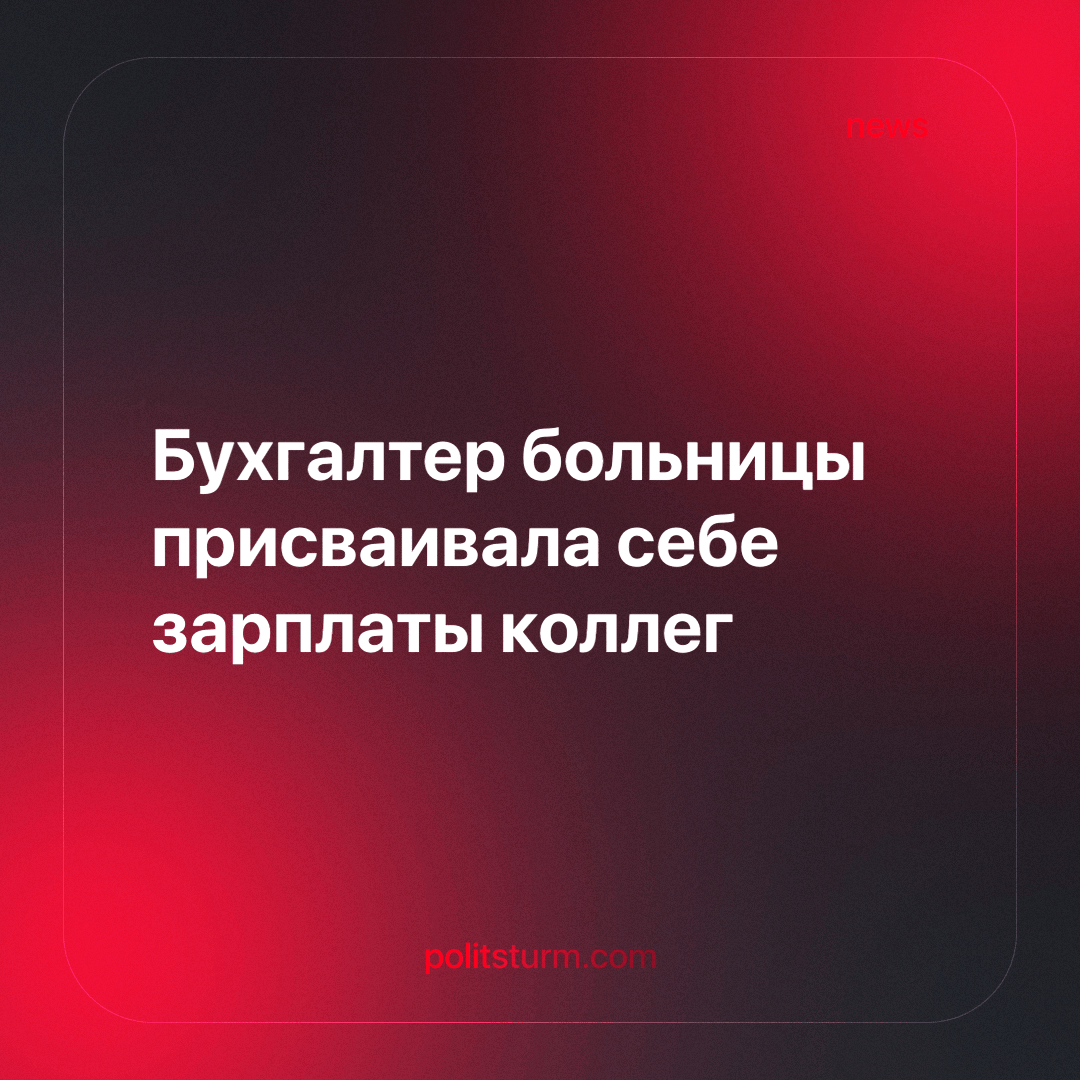 news
Бухгалтер больницы
присваивала себе
зарплаты коллег
politsturm.com